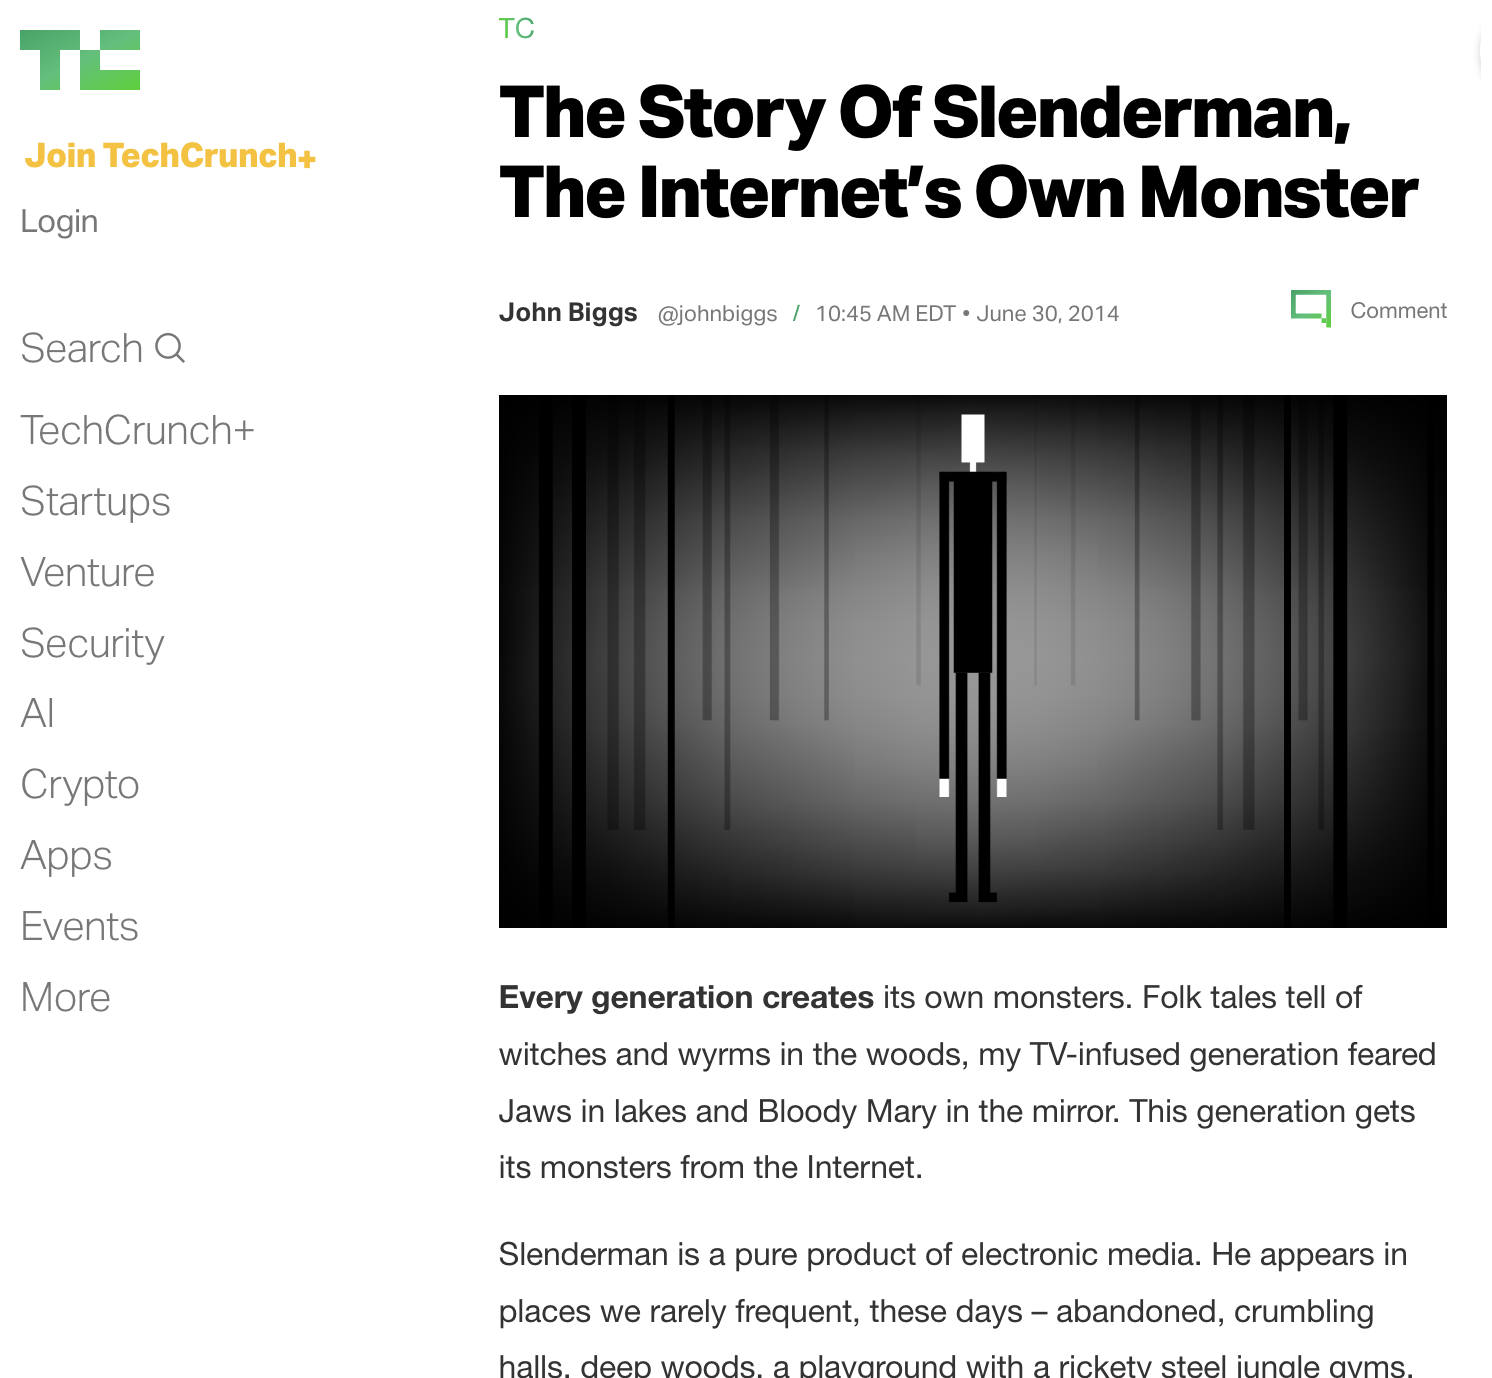 TC
Join TechCrunch+
Login
Search
TechCrunch+
Startups
Venture
Security
AI
Crypto
Apps
Events
More
TC
The Story Of Slenderman,
The Internet’s Own Monster
John Biggs @johnbiggs / 10:45 AM EDT • June 30, 2014
Comment
Every generation creates its own monsters. Folk tales tell of
witches and wyrms in the woods, my TV-infused generation feared
Jaws in lakes and Bloody Mary in the mirror. This generation gets
its monsters from the Internet.
Slenderman is a pure product of electronic media. He appears in
places we rarely frequent, these days – abandoned, crumbling
halls, deep woods, a playground with a rickety steel jungle gyms.